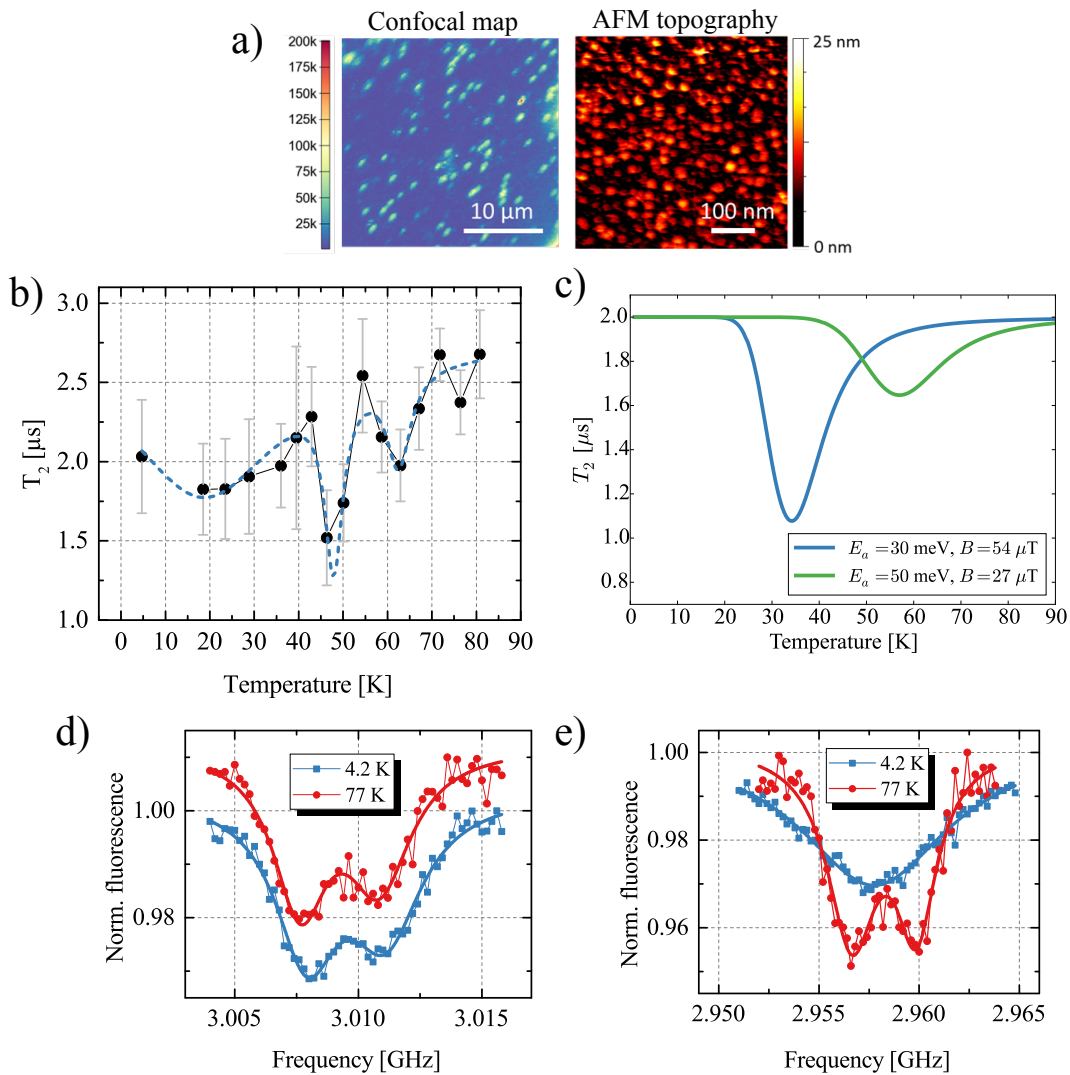 a)
Confocal map
AFM topography
200k
175k
150k
125k
100k
75k
50k
25k
10 µm
100 nm
25 nm
0 nm
b)
T2 [µs]
3.0
2.5
2.0
1.5
1.0
0 10 20 30 40 50 60 70 80 90
Temperature [K]
c)
T2 [µs]
2.0
1.8
1.6
1.4
1.2
1.0
0.8
0 10 20 30 40 50 60 70 80 90
Temperature [K]
Ea = 30 meV, B = 54 µT
Ea = 50 meV, B = 27 µT
d)
Norm. fluorescence
1.00
0.98
4.2 K
77 K
3.005 3.010 3.015
Frequency [GHz]
e)
Norm. fluorescence
1.00
0.98
0.96
0.94
4.2 K
77 K
2.950 2.955 2.960 2.965
Frequency [GHz]